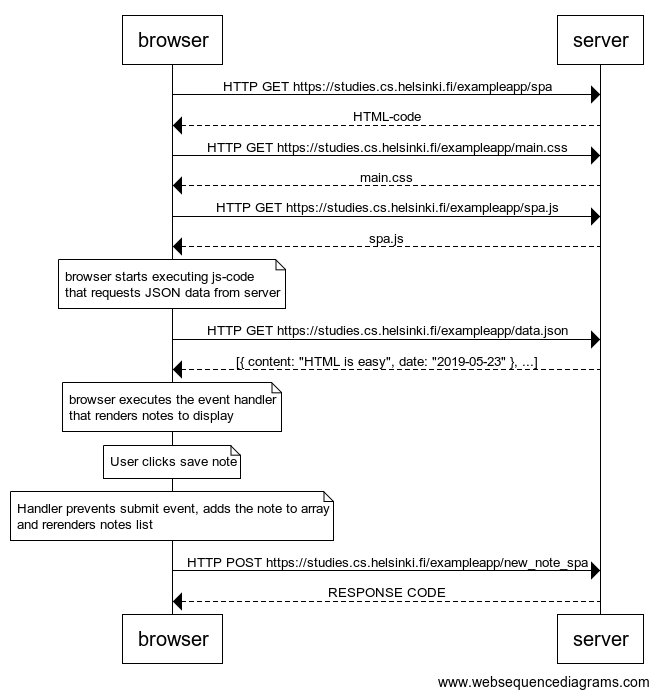 browser
server
HTTP GET https://studies.cs.helsinki.fi/exampleapp/spa
HTML-code
HTTP GET https://studies.cs.helsinki.fi/exampleapp/main.css
main.css
HTTP GET https://studies.cs.helsinki.fi/exampleapp/spa.js
spa.js
browser starts executing js-code
that requests JSON data from server
HTTP GET https://studies.cs.helsinki.fi/exampleapp/data.json
[{ content: "HTML is easy", date: "2019-05-23" }, ...]
browser executes the event handler
that renders notes to display
User clicks save note
Handler prevents submit event, adds the note to array
and rerenders notes list
HTTP POST https://studies.cs.helsinki.fi/exampleapp/new_note_spa
RESPONSE CODE
browser
server
www.websequencediagrams.com